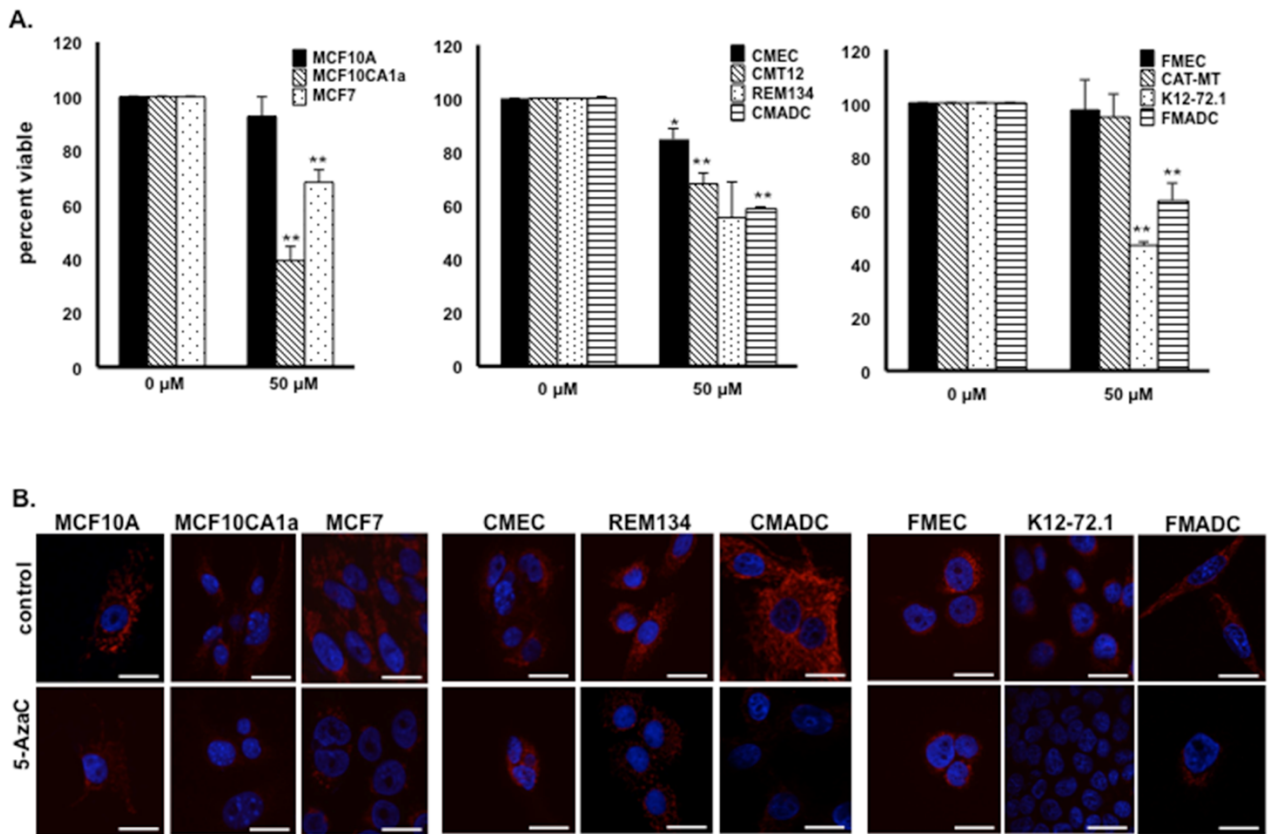 A.
percent viable
120
100
80
60
40
20
0
MCF10A
MCF10CA1a
MCF7
**
**
0 µM
50 µM
120
100
80
60
40
20
0
CMEC
CMT12
REM134
CMADC
*
**
**
0 µM
50 µM
120
100
80
60
40
20
0
FMEC
CAT-MT
K12-72.1
FMADC
**
**
0 µM
50 µM
B.
MCF10A MCF10CA1a MCF7 CMEC REM134 CMADC FMEC K12-72.1 FMADC
control
5-AzaC